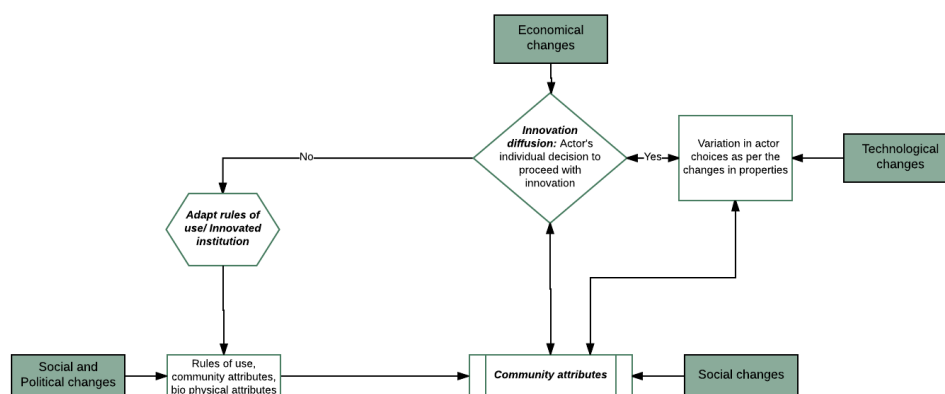 Economical
changes
Innovation
diffusion: Actor's
individual decision to
proceed with
innovation
Yes
Variation in actor
choices as per the
changes in properties
Technological
changes
No
Adapt rules of
use/ Innovated
institution
Social and
Political changes
Rules of use,
community attributes,
bio physical attributes
Community attributes
Social changes